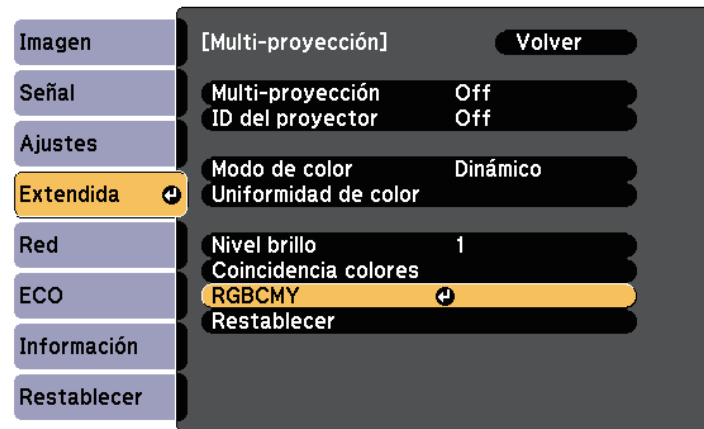 Imagen
Señal
Ajustes
Extendida
Red
ECO
Información
Restablecer
[Multi-proyección] Volver
Multi-proyección Off
ID del proyector Off
Modo de color Dinámico
Uniformidad de color
Nivel brillo 1
Coincidencia colores
RGBCMY
Restablecer